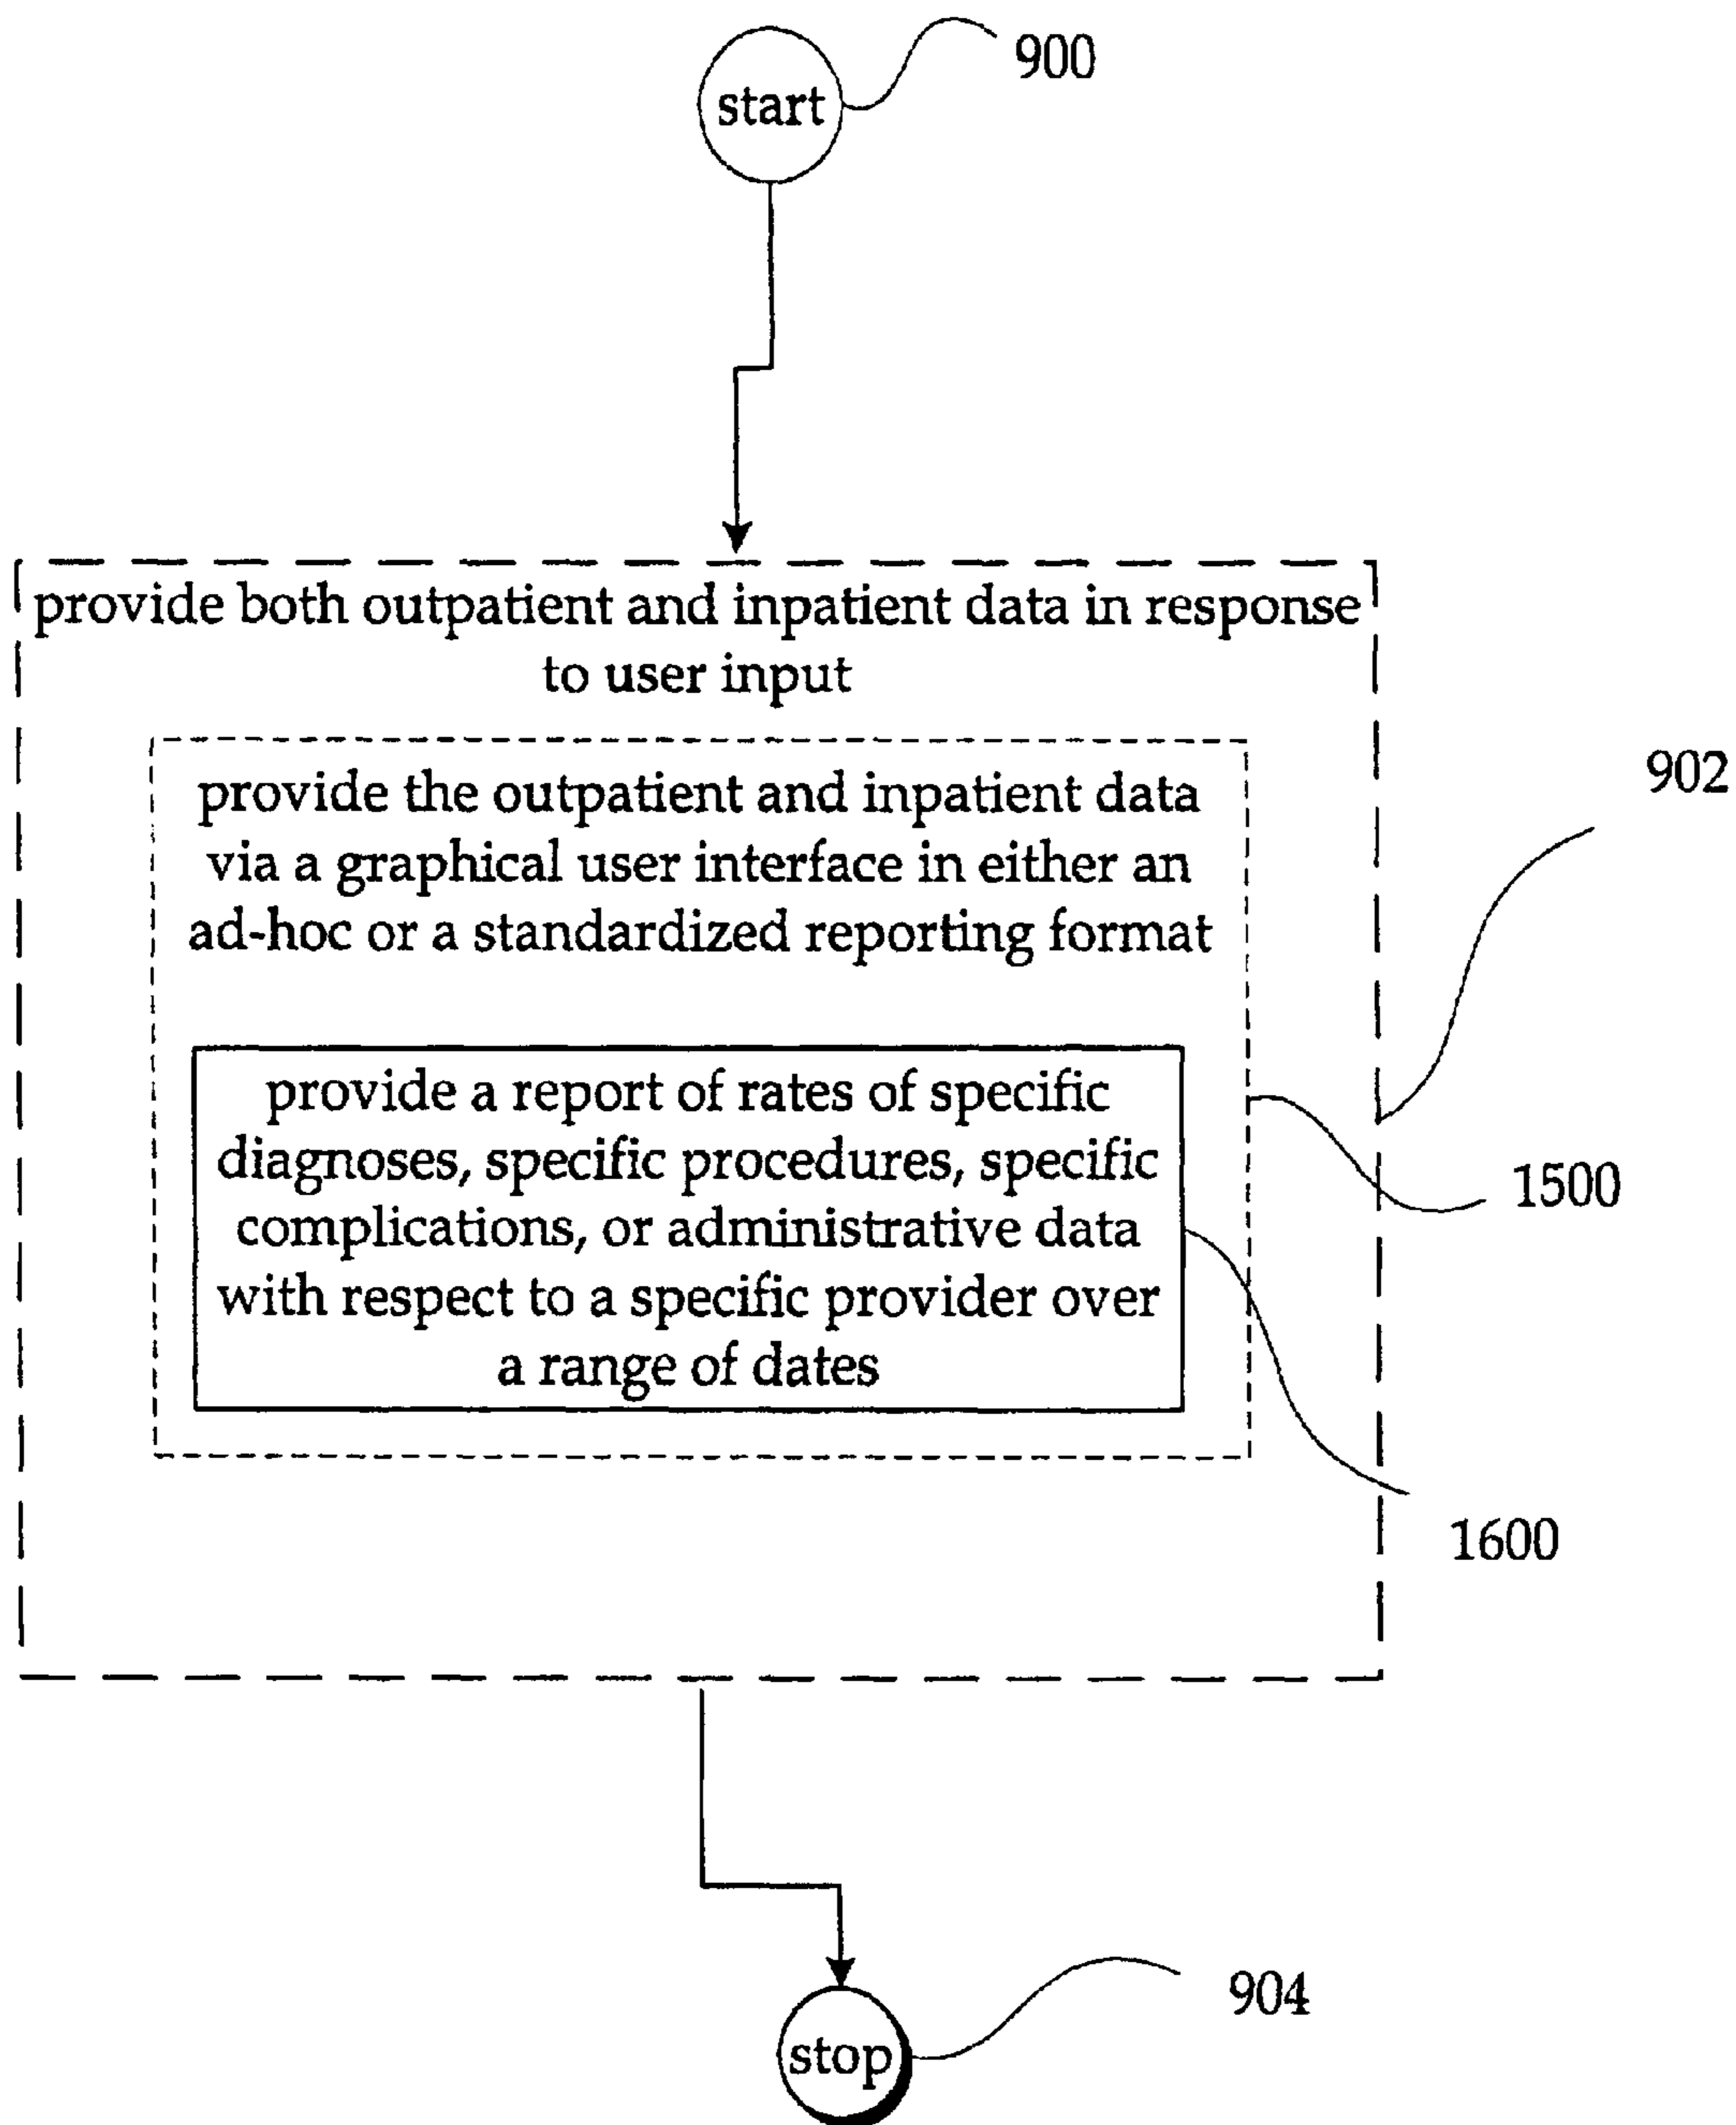 900
start
provide both outpatient and inpatient data in response
to user input
902
provide the outpatient and inpatient data
via a graphical user interface in either an
ad-hoc or a standardized reporting format
provide a report of rates of specific
diagnoses, specific procedures, specific
complications, or administrative data
with respect to a specific provider over
a range of dates
1500
1600
904
stop